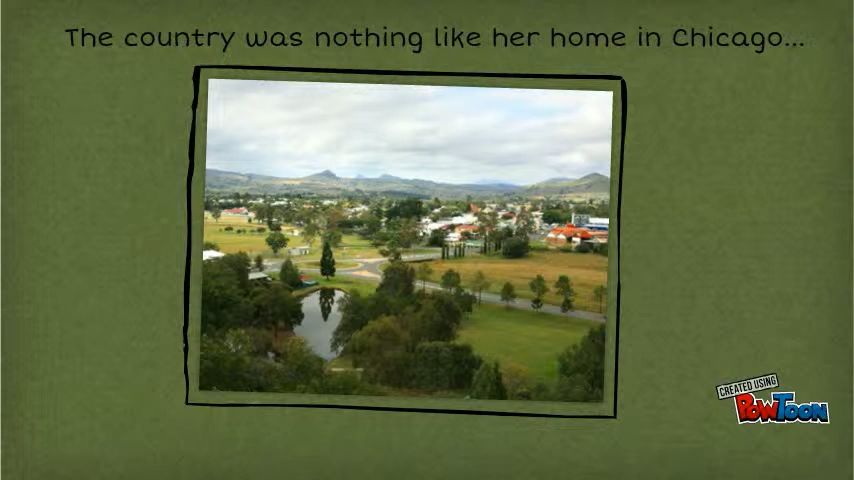 The country was nothing like her home in Chicago...
CREATED USING
POWTOON